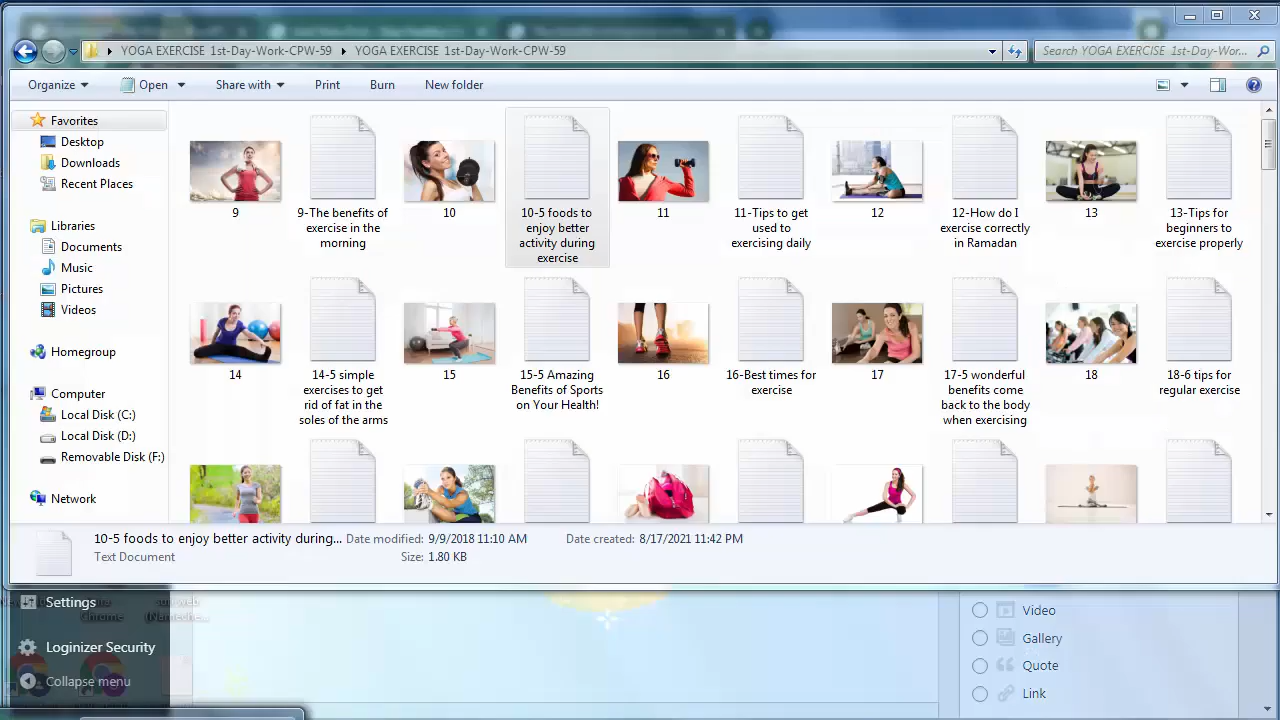 YOGA EXERCISE 1st-Day-Work-CPW-59 YOGA EXERCISE 1st-Day-Work-CPW-59
Search YOGA EXERCISE 1st-Day-Wor...
Organize Open Share with Print Burn New folder
Favorites
Desktop
Downloads
Recent Places
Libraries
Documents
Music
Pictures
Videos
Homegroup
Computer
Local Disk (C:)
Local Disk (D:)
Removable Disk (F:)
Network
9
9-The benefits of
exercise in the
morning
10
10-5 foods to
enjoy better
activity during
exercise
11
11-Tips to get
used to
exercising daily
12
12-How do I
exercise correctly
in Ramadan
13
13-Tips for
beginners to
exercise properly
14
14-5 simple
exercises to get
rid of fat in the
soles of the arms
15
15-5 Amazing
Benefits of Sports
on Your Health!
16
16-Best times for
exercise
17
17-5 wonderful
benefits come
back to the body
when exercising
18
18-6 tips for
regular exercise
10-5 foods to enjoy better activity during... Date modified: 9/9/2018 11:10 AM Date created: 8/17/2021 11:42 PM
Text Document Size: 1.80 KB
Settings
Chrome
(Nameche...
Loginizer Security
Collapse menu
Video
Gallery
Quote
Link